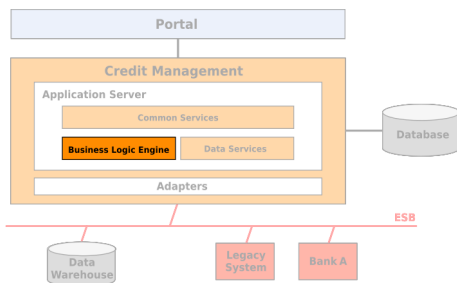 Portal
Credit Management
Application Server
Common Services
Business Logic Engine
Data Services
Database
Adapters
ESB
Data
Warehouse
Legacy
System
Bank A